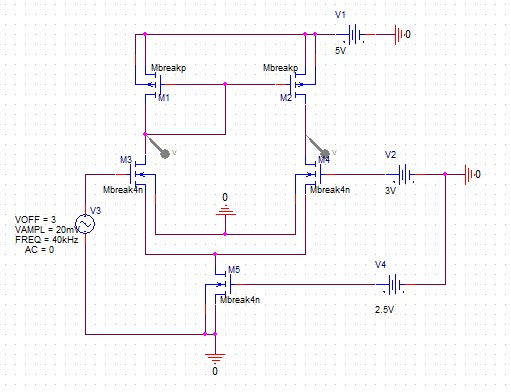 V1
0
5V
Mbreakp
Mbreakp
M1
M2
V
V
M3
M4
V2
0
Mbreak4n
Mbreak4n
3V
0
V3
VOFF = 3
VAMPL = 20mV
FREQ = 40kHz
AC = 0
M5
V4
Mbreak4n
2.5V
0